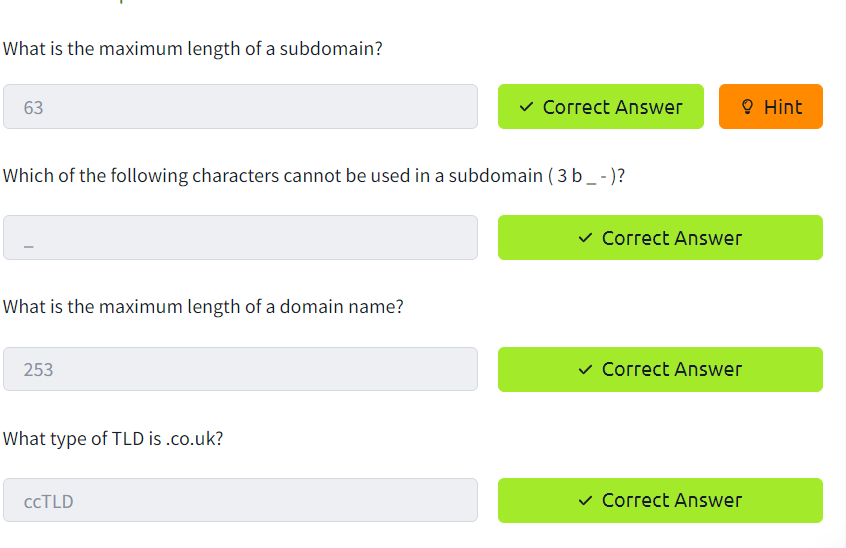 What is the maximum length of a subdomain?
63 Correct Answer Hint
Which of the following characters cannot be used in a subdomain ( 3 b _ - )?
_ Correct Answer
What is the maximum length of a domain name?
253 Correct Answer
What type of TLD is .co.uk?
ccTLD Correct Answer